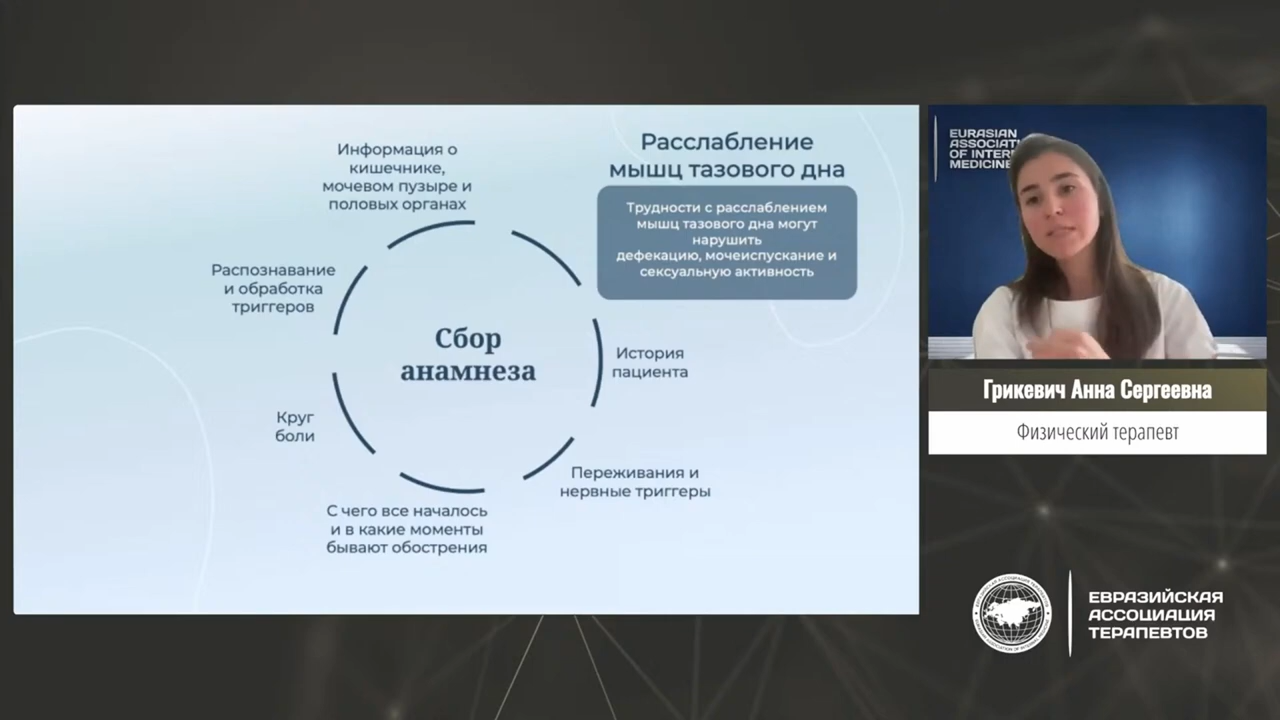 Информация о
кишечнике,
мочевом пузыре и
половых органах
Расслабление
мышц тазового дна
Трудности с расслаблением
мышц тазового дна могут
нарушить
дефекацию, мочеиспускание и
сексуальную активность
Распознавание
и обработка
триггеров
Сбор
анамнеза
История
пациента
Круг
боли
Переживания и
нервные триггеры
С чего все началось
и в какие моменты
бывают обострения
EURASIAN
OF
MEDICINE
Грикевич Анна Сергеевна
Физический терапевт
ЕВРАЗИЙСКАЯ
АССОЦИАЦИЯ
ТЕРАПЕВТОВ